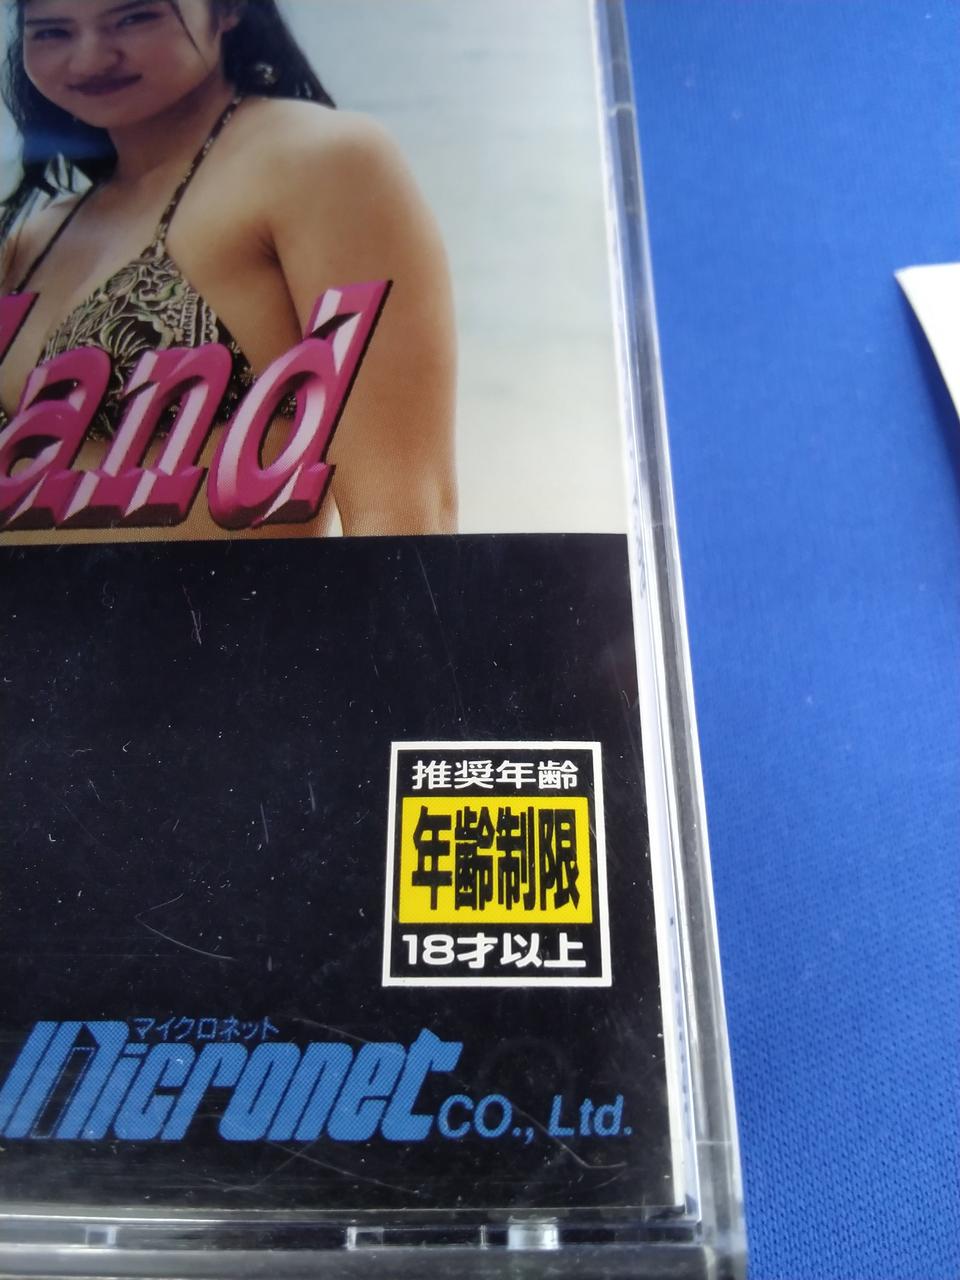 land
推奨年齢
年齢制限
18才以上
マイクロネット
Micronet CO., Ltd.